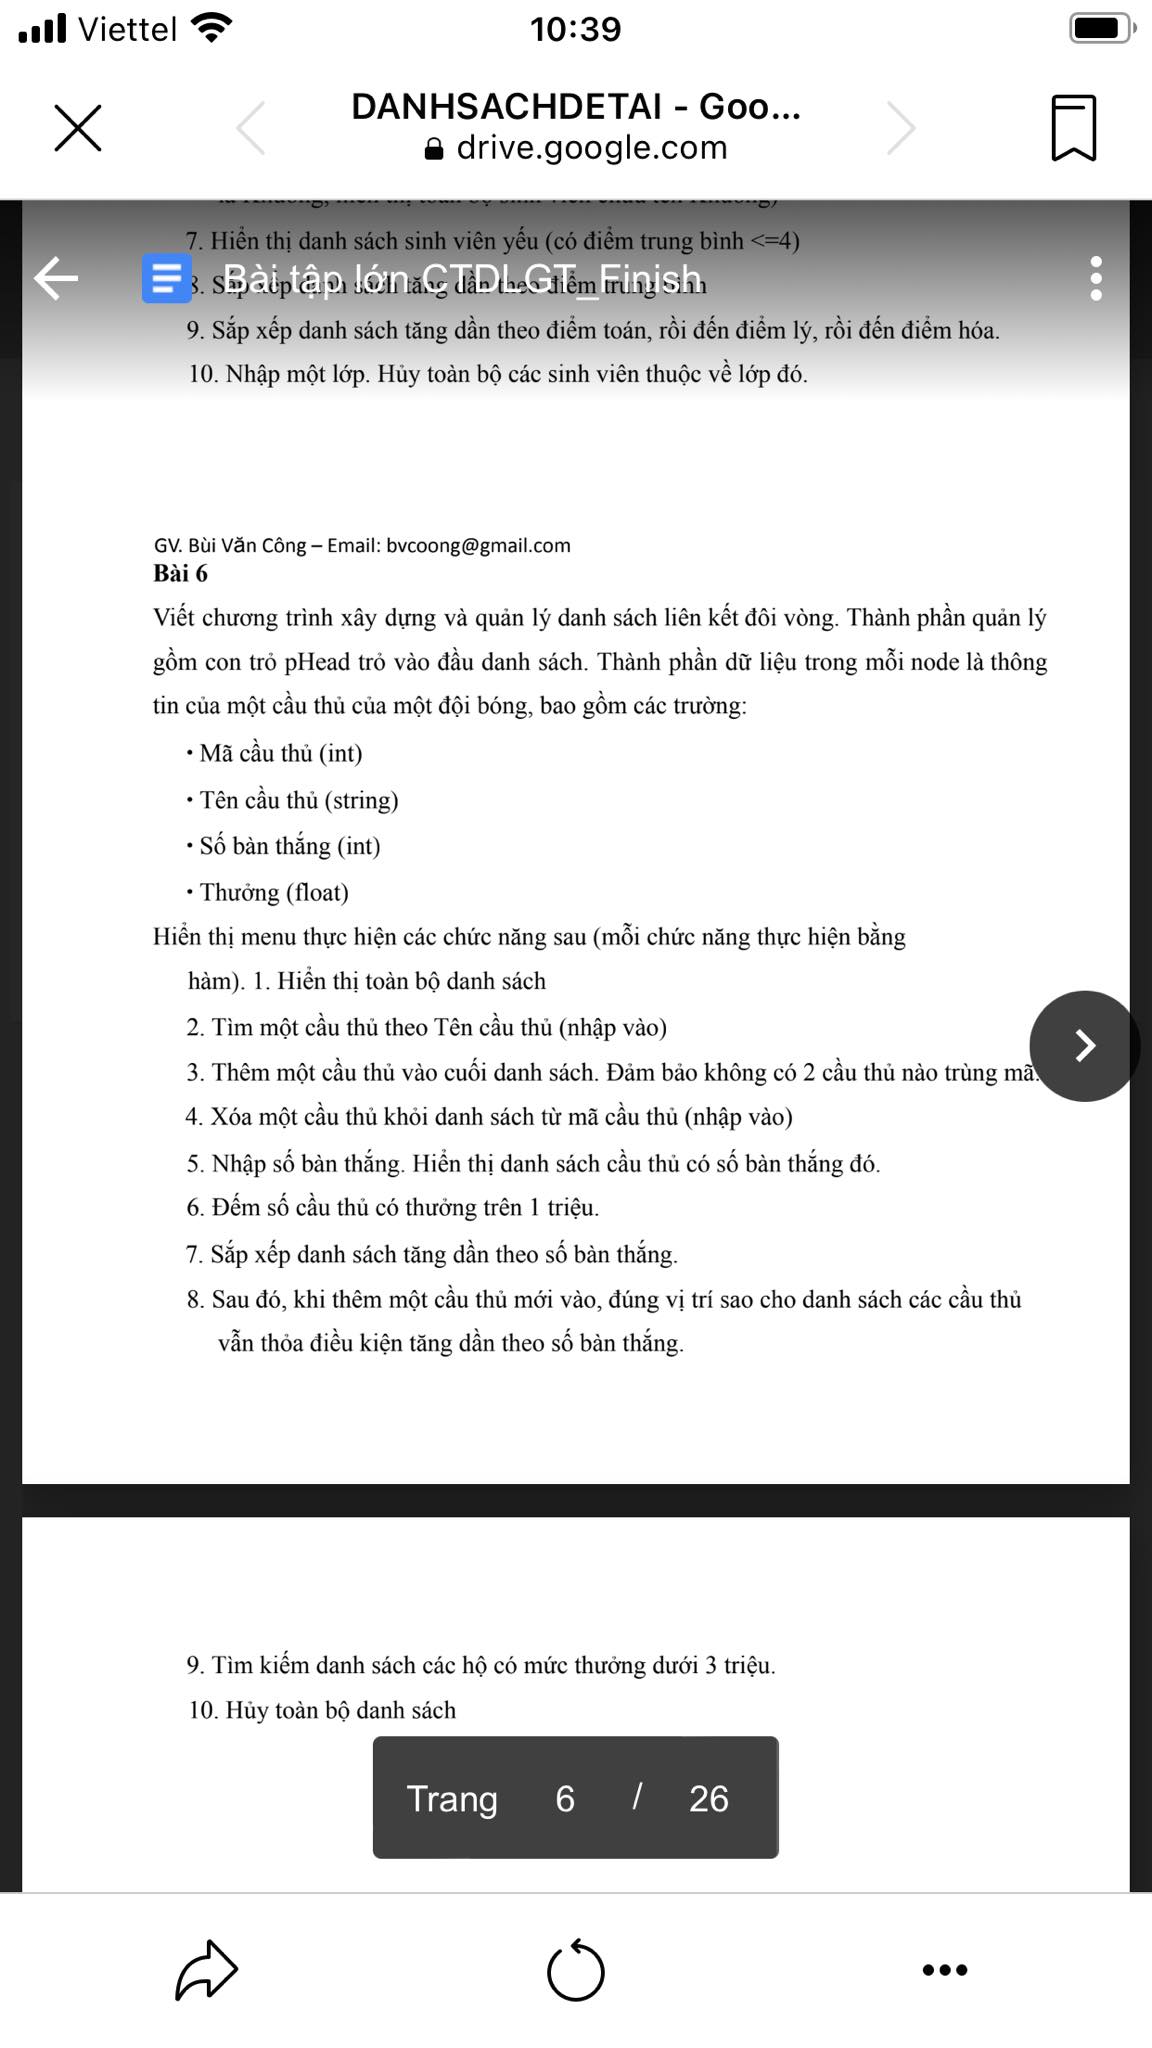 Viettel
10:39
DANHSACHDETAI - Goo...
drive.google.com
7. Hiển thị danh sách sinh viên yếu (có điểm trung bình <=4)
Bài tập lớn CTDLGT_Finish
8. Sắp xếp danh sách tăng dần theo điểm trung bình
9. Sắp xếp danh sách tăng dần theo điểm toán, rồi đến điểm lý, rồi đến điểm hóa.
10. Nhập một lớp. Hủy toàn bộ các sinh viên thuộc về lớp đó.
GV. Bùi Văn Công – Email: bvcoong@gmail.com
Bài 6
Viết chương trình xây dựng và quản lý danh sách liên kết đôi vòng. Thành phần quản lý
gồm con trỏ pHead trỏ vào đầu danh sách. Thành phần dữ liệu trong mỗi node là thông
tin của một cầu thủ của một đội bóng, bao gồm các trường:
• Mã cầu thủ (int)
• Tên cầu thủ (string)
• Số bàn thắng (int)
• Thưởng (float)
Hiển thị menu thực hiện các chức năng sau (mỗi chức năng thực hiện bằng
hàm). 1. Hiển thị toàn bộ danh sách
2. Tìm một cầu thủ theo Tên cầu thủ (nhập vào)
3. Thêm một cầu thủ vào cuối danh sách. Đảm bảo không có 2 cầu thủ nào trùng mã.
4. Xóa một cầu thủ khỏi danh sách từ mã cầu thủ (nhập vào)
5. Nhập số bàn thắng. Hiển thị danh sách cầu thủ có số bàn thắng đó.
6. Đếm số cầu thủ có thưởng trên 1 triệu.
7. Sắp xếp danh sách tăng dần theo số bàn thắng.
8. Sau đó, khi thêm một cầu thủ mới vào, đúng vị trí sao cho danh sách các cầu thủ
vẫn thỏa điều kiện tăng dần theo số bàn thắng.
9. Tìm kiếm danh sách các hộ có mức thưởng dưới 3 triệu.
10. Hủy toàn bộ danh sách
Trang 6 / 26